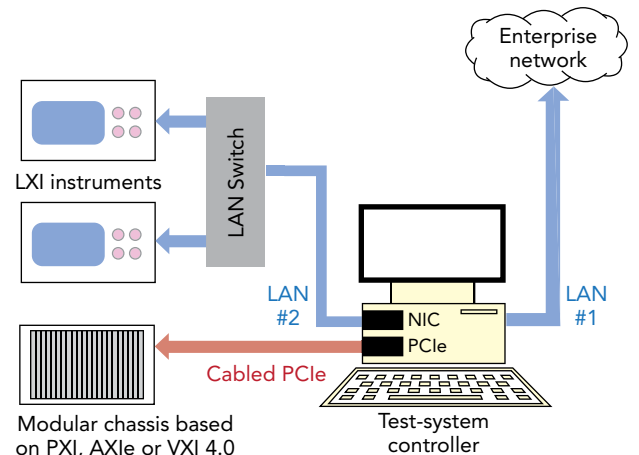 Enterprise
network
LXI instruments
LAN Switch
LAN
#2
LAN
#1
NIC
PCIe
Cabled PCIe
Modular chassis based
on PXI, AXIe or VXI 4.0
Test-system
controller